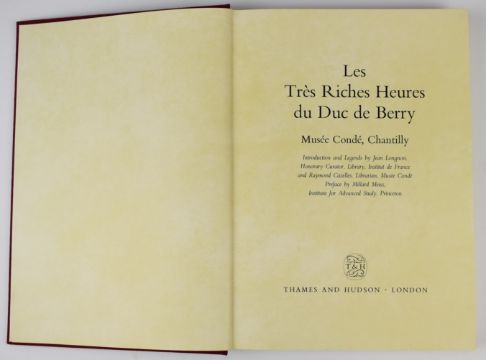 Les
Très Riches Heures
du Duc de Berry
Musée Condé, Chantilly
Introduction and Legends by Jean Longnon,
Honorary Curator, Library, Institut de France
and Raymond Cazelles, Librarian, Musée Condé
Preface by Millard Meiss,
Institute for Advanced Study, Princeton
T&H
THAMES AND HUDSON · LONDON